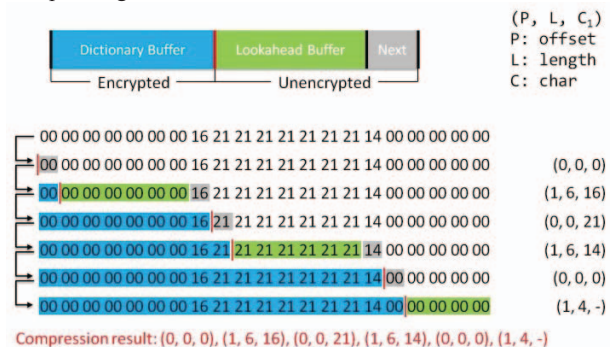 (P, L, C₁)
P: offset
L: length
C: char
Dictionary Buffer Lookahead Buffer Next
Encrypted Unencrypted
00 00 00 00 00 00 00 16 21 21 21 21 21 21 21 14 00 00 00 00 00
00 00 00 00 00 00 00 16 21 21 21 21 21 21 21 14 00 00 00 00 00 (0, 0, 0)
00 00 00 00 00 00 00 16 21 21 21 21 21 21 21 14 00 00 00 00 00 (1, 6, 16)
00 00 00 00 00 00 00 16 21 21 21 21 21 21 21 14 00 00 00 00 00 (0, 0, 21)
00 00 00 00 00 00 00 16 21 21 21 21 21 21 21 14 00 00 00 00 00 (1, 6, 14)
00 00 00 00 00 00 00 16 21 21 21 21 21 21 21 14 00 00 00 00 00 (0, 0, 0)
00 00 00 00 00 00 00 16 21 21 21 21 21 21 21 14 00 00 00 00 00 (1, 4, -)
Compression result: (0, 0, 0), (1, 6, 16), (0, 0, 21), (1, 6, 14), (0, 0, 0), (1, 4, -)